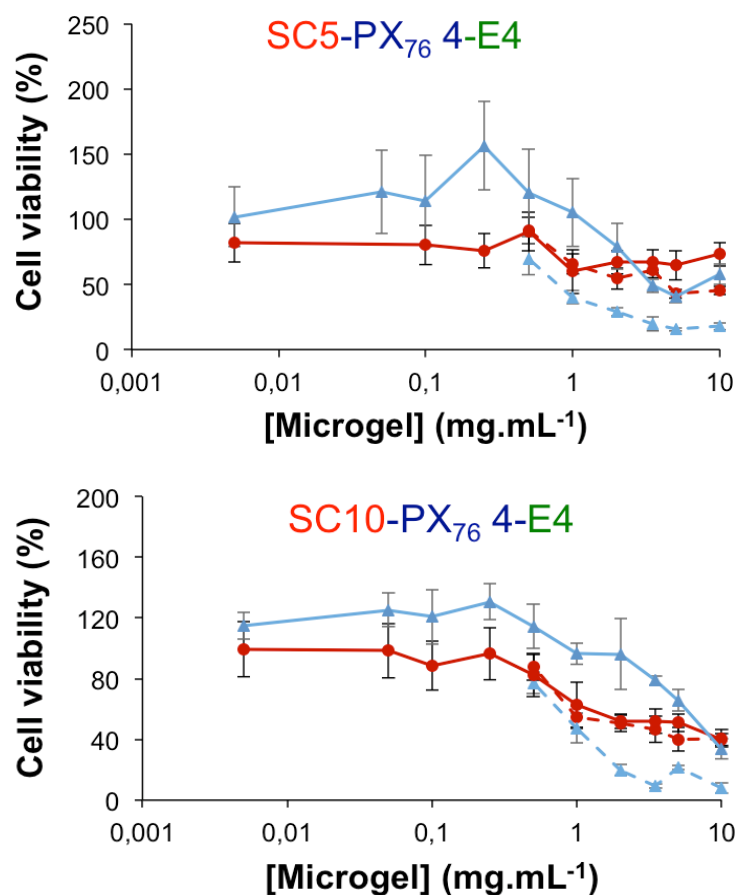 SC5-PX76 4-E4
250
200
150
100
50
0
Cell viability (%)
0,001 0,01 0,1 1 10
[Microgel] (mg.mL-1)
SC10-PX76 4-E4
200
160
120
80
40
0
Cell viability (%)
0,001 0,01 0,1 1 10
[Microgel] (mg.mL-1)